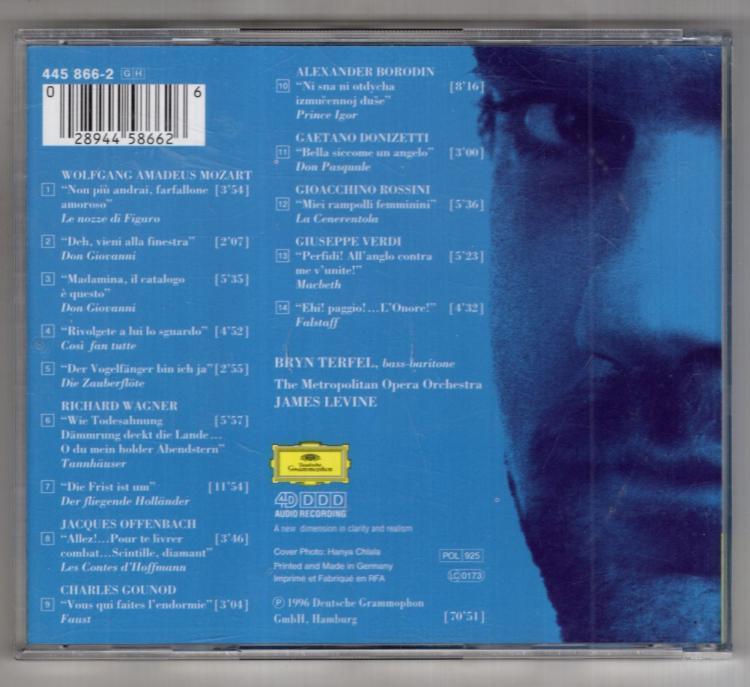 445 866-2 GH
0 6
28944 58662
WOLFGANG AMADEUS MOZART
1 “Non più andrai, farfallone [3'54]
amoroso”
Le nozze di Figaro
2 “Deh, vieni alla finestra” [2'07]
Don Giovanni
3 “Madamina, il catalogo [5'35]
è questo”
Don Giovanni
4 “Rivolgete a lui lo sguardo” [4'52]
Così fan tutte
5 “Der Vogelfänger bin ich ja” [2'55]
Die Zauberflöte
RICHARD WAGNER
6 “Wie Todesahnung [5'57]
Dämmrung deckt die Lande...
O du mein holder Abendstern”
Tannhäuser
7 “Die Frist ist um” [11'54]
Der fliegende Holländer
JACQUES OFFENBACH
8 “Allez!...Pour te livrer [3'46]
combat...Scintille, diamant”
Les Contes d'Hoffmann
CHARLES GOUNOD
9 “Vous qui faites l'endormie” [3'04]
Faust
ALEXANDER BORODIN
10 “Ni sna ni otdycha [8'16]
izmučennoj duše”
Prince Igor
GAETANO DONIZETTI
11 “Bella siccome un angelo” [3'00]
Don Pasquale
GIOACCHINO ROSSINI
12 “Miei rampolli femminini” [5'36]
La Cenerentola
GIUSEPPE VERDI
13 “Perfidi! All'anglo contra [5'23]
me v'unite!”
Macbeth
14 “Ehi! paggio!...L'Onore!” [4'32]
Falstaff
BRYN TERFEL, bass-baritone
The Metropolitan Opera Orchestra
JAMES LEVINE
Deutsche
Grammophon
4D DDD
AUDIO RECORDING
A new dimension in clarity and realism
Cover Photo: Hanya Chlala
POL 925
Printed and Made in Germany
Imprimé et Fabriqué en RFA
LC 0173
℗ 1996 Deutsche Grammophon
GmbH, Hamburg [70'51]